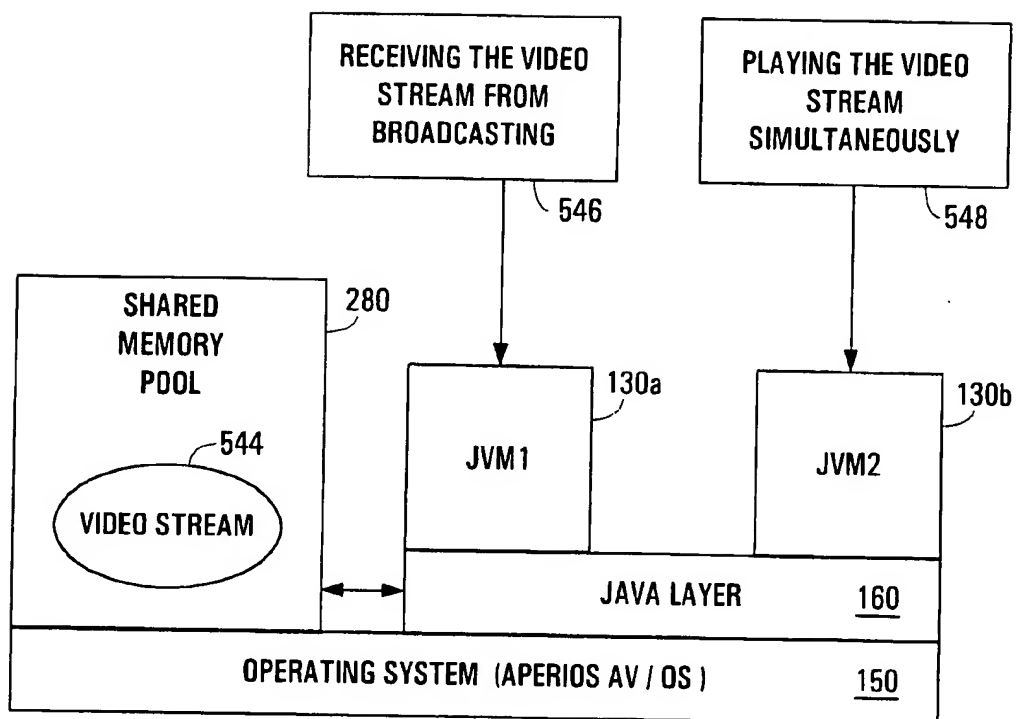 RECEIVING THE VIDEO
STREAM FROM
BROADCASTING
546
PLAYING THE VIDEO
STREAM
SIMULTANEOUSLY
548
SHARED
MEMORY
POOL
280
544
VIDEO STREAM
130a
JVM1
130b
JVM2
JAVA LAYER 160
OPERATING SYSTEM (APERIOS AV / OS) 150